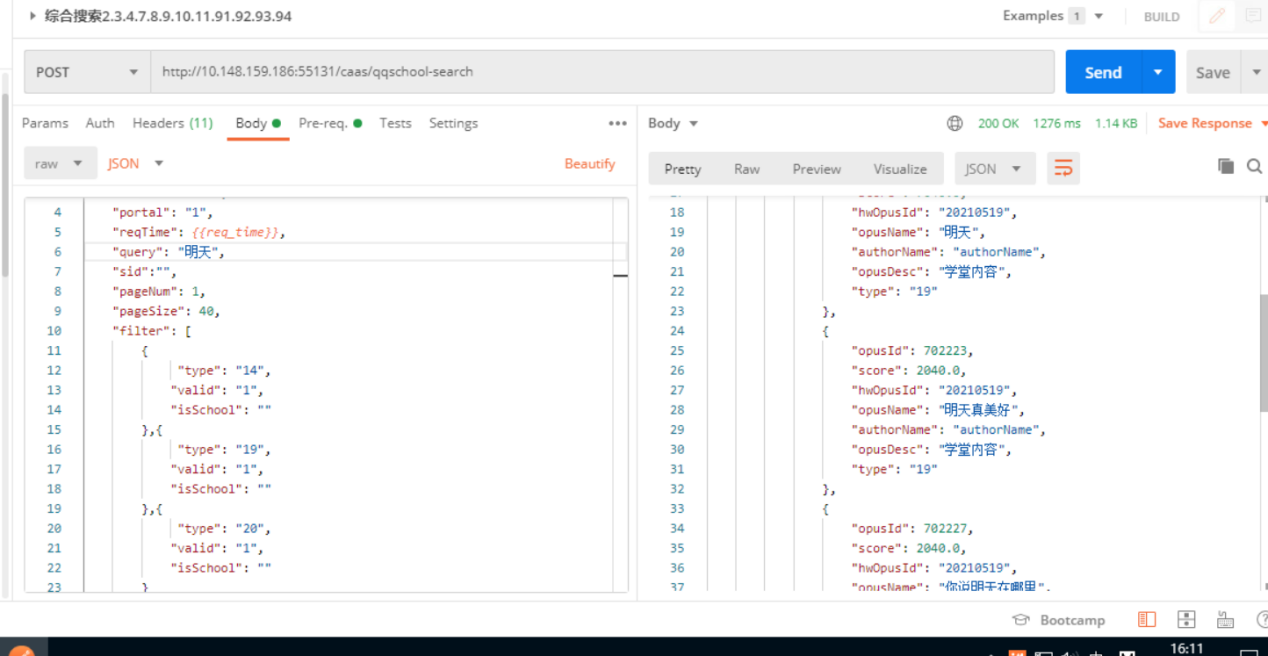 综合搜索2.3.4.7.8.9.10.11.91.92.93.94
Examples 1
BUILD
POST
http://10.148.159.186:55131/caas/qqschool-search
Send
Save
Params Auth Headers (11) Body Pre-req. Tests Settings
Body
200 OK 1276 ms 1.14 KB Save Response
raw JSON Beautify
Pretty Raw Preview Visualize JSON
4 "portal": "1",
5 "reqTime": {{req_time}},
6 "query": "明天",
7 "sid":"",
8 "pageNum": 1,
9 "pageSize": 40,
10 "filter": [
11 {
12 "type": "14",
13 "valid": "1",
14 "isSchool": ""
15 },{
16 "type": "19",
17 "valid": "1",
18 "isSchool": ""
19 },{
20 "type": "20",
21 "valid": "1",
22 "isSchool": ""
23 }
18 "hwOpusId": "20210519",
19 "opusName": "明天",
20 "authorName": "authorName",
21 "opusDesc": "学堂内容",
22 "type": "19"
23 },
24 {
25 "opusId": 702223,
26 "score": 2040.0,
27 "hwOpusId": "20210519",
28 "opusName": "明天真美好",
29 "authorName": "authorName",
30 "opusDesc": "学堂内容",
31 "type": "19"
32 },
33 {
34 "opusId": 702227,
35 "score": 2040.0,
36 "hwOpusId": "20210519",
37 "opusName": "你说明天在哪里",
Bootcamp
16:11